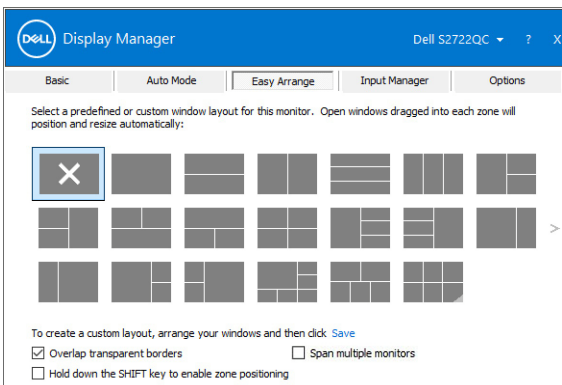 DELL Display Manager
Dell S2722QC ? X
Basic Auto Mode Easy Arrange Input Manager Options
Select a predefined or custom window layout for this monitor. Open windows dragged into each zone will
position and resize automatically:
>
To create a custom layout, arrange your windows and then click Save
Overlap transparent borders
Span multiple monitors
Hold down the SHIFT key to enable zone positioning